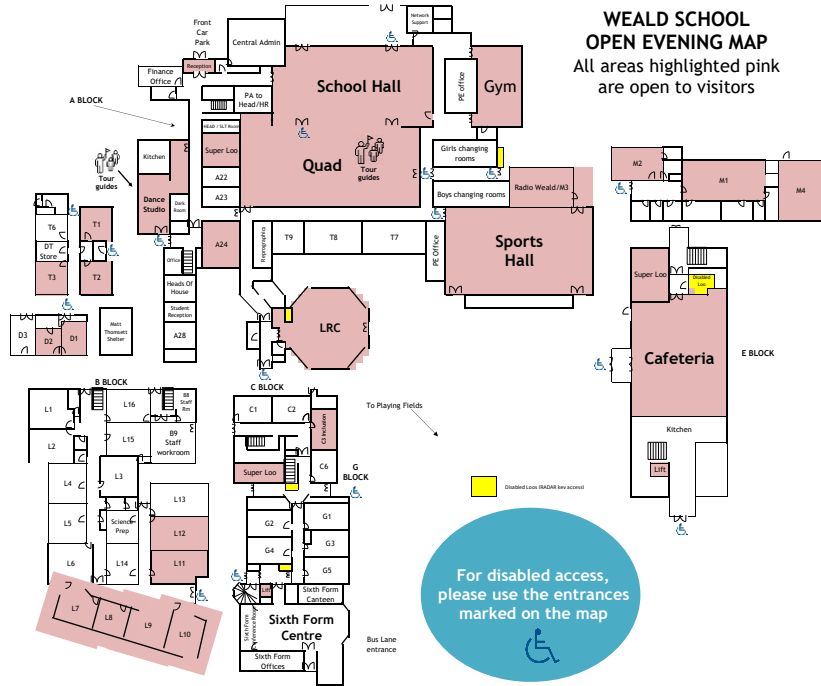 WEALD SCHOOL
OPEN EVENING MAP
All areas highlighted pink
are open to visitors
Front
Car
Park
Central Admin
Network
Support
Reception
Finance
Office
PA to
Head/HR
School Hall
PE office
Gym
A BLOCK
HEAD / SLT Room
Super Loo
Kitchen
Tour
guides
Quad
Tour
guides
Girls changing
rooms
A22
A23
Dance
Studio
Dark
Room
Boys changing rooms
Radio Weald/M3
M2
M1
M4
T6
T1
DT
Store
T3
T2
A24
Office
Reprographics
T9
T8
T7
PE Office
Sports
Hall
Heads Of
House
Student
Reception
A28
Super Loo
Disabled
Loo
D3
D2
D1
Matt
Thomsett
Shelter
LRC
Cafeteria
E BLOCK
B BLOCK
C BLOCK
To Playing Fields
L1
L16
B8
Staff
Rm
C1
C2
C3 Inclusion
L2
L15
B9
Staff
workroom
Kitchen
L4
L3
Super Loo
C6
G
BLOCK
Lift
L13
Disabled Loos (RADAR key access)
L5
Science
Prep
L12
G2
G1
G4
G3
L6
L14
L11
G5
Lift
Sixth Form
Canteen
L7
L8
L9
L10
Sixth Form
Conference Room
Sixth Form
Centre
Sixth Form
Offices
Bus Lane
entrance
For disabled access,
please use the entrances
marked on the map